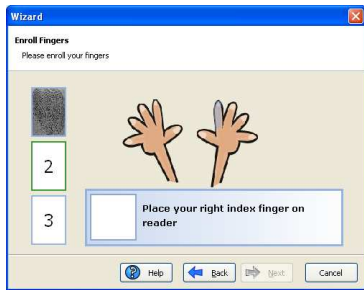 Wizard
Enroll Fingers
Please enroll your fingers
2
3
Place your right index finger on
reader
Help
Back
Next
Cancel